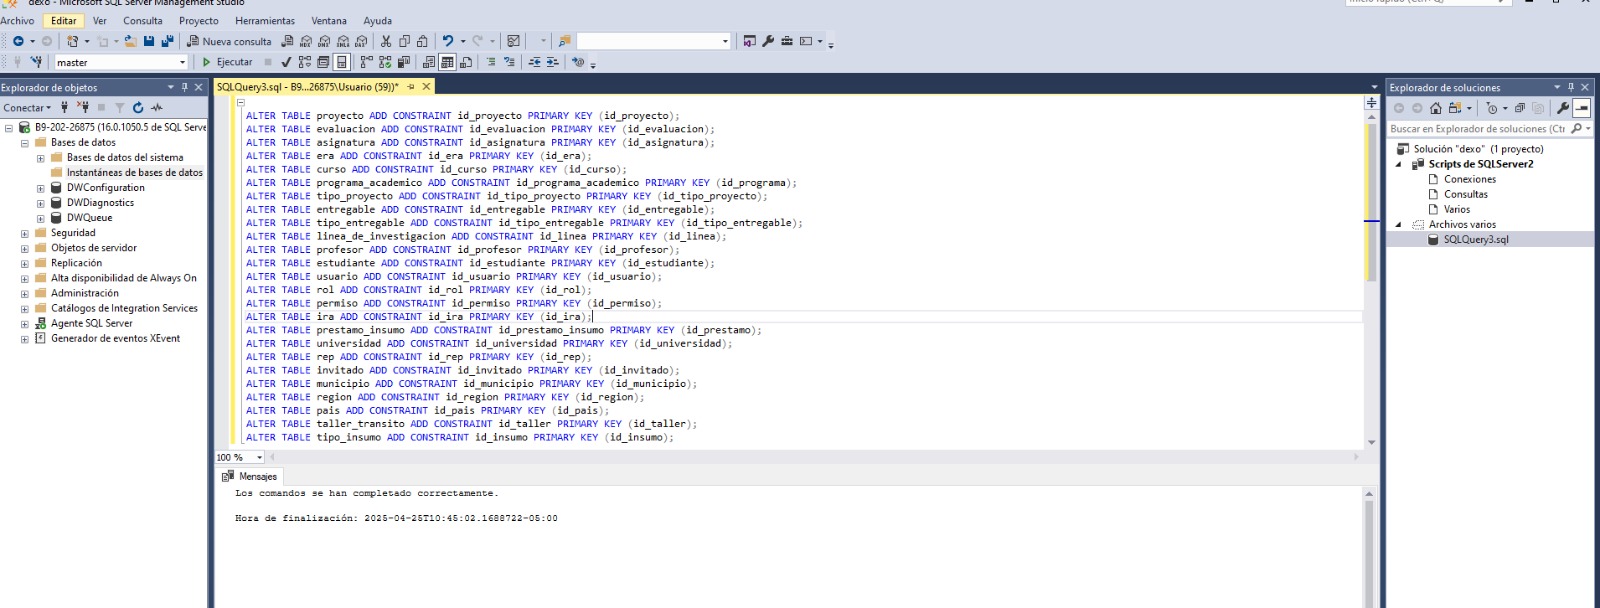 dexo - Microsoft SQL Server Management Studio
Inicio rápido (Ctrl+Q)
Archivo Editar Ver Consulta Proyecto Herramientas Ventana Ayuda
Nueva consulta
master Ejecutar
Explorador de objetos
Conectar
B9-202-26875 (16.0.1050.5 de SQL Serve
Bases de datos
Bases de datos del sistema
Instantáneas de bases de datos
DWConfiguration
DWDiagnostics
DWQueue
Seguridad
Objetos de servidor
Replicación
Alta disponibilidad de Always On
Administración
Catálogos de Integration Services
Agente SQL Server
Generador de eventos XEvent
SQLQuery3.sql - B9...26875\Usuario (59))*
ALTER TABLE proyecto ADD CONSTRAINT id_proyecto PRIMARY KEY (id_proyecto);
ALTER TABLE evaluacion ADD CONSTRAINT id_evaluacion PRIMARY KEY (id_evaluacion);
ALTER TABLE asignatura ADD CONSTRAINT id_asignatura PRIMARY KEY (id_asignatura);
ALTER TABLE era ADD CONSTRAINT id_era PRIMARY KEY (id_era);
ALTER TABLE curso ADD CONSTRAINT id_curso PRIMARY KEY (id_curso);
ALTER TABLE programa_academico ADD CONSTRAINT id_programa_academico PRIMARY KEY (id_programa);
ALTER TABLE tipo_proyecto ADD CONSTRAINT id_tipo_proyecto PRIMARY KEY (id_tipo_proyecto);
ALTER TABLE entregable ADD CONSTRAINT id_entregable PRIMARY KEY (id_entregable);
ALTER TABLE tipo_entregable ADD CONSTRAINT id_tipo_entregable PRIMARY KEY (id_tipo_entregable);
ALTER TABLE linea_de_investigacion ADD CONSTRAINT id_linea PRIMARY KEY (id_linea);
ALTER TABLE profesor ADD CONSTRAINT id_profesor PRIMARY KEY (id_profesor);
ALTER TABLE estudiante ADD CONSTRAINT id_estudiante PRIMARY KEY (id_estudiante);
ALTER TABLE usuario ADD CONSTRAINT id_usuario PRIMARY KEY (id_usuario);
ALTER TABLE rol ADD CONSTRAINT id_rol PRIMARY KEY (id_rol);
ALTER TABLE permiso ADD CONSTRAINT id_permiso PRIMARY KEY (id_permiso);
ALTER TABLE ira ADD CONSTRAINT id_ira PRIMARY KEY (id_ira);
ALTER TABLE prestamo_insumo ADD CONSTRAINT id_prestamo_insumo PRIMARY KEY (id_prestamo);
ALTER TABLE universidad ADD CONSTRAINT id_universidad PRIMARY KEY (id_universidad);
ALTER TABLE rep ADD CONSTRAINT id_rep PRIMARY KEY (id_rep);
ALTER TABLE invitado ADD CONSTRAINT id_invitado PRIMARY KEY (id_invitado);
ALTER TABLE municipio ADD CONSTRAINT id_municipio PRIMARY KEY (id_municipio);
ALTER TABLE region ADD CONSTRAINT id_region PRIMARY KEY (id_region);
ALTER TABLE pais ADD CONSTRAINT id_pais PRIMARY KEY (id_pais);
ALTER TABLE taller_transito ADD CONSTRAINT id_taller PRIMARY KEY (id_taller);
ALTER TABLE tipo_insumo ADD CONSTRAINT id_insumo PRIMARY KEY (id_insumo);
100 %
Mensajes
Los comandos se han completado correctamente.
Hora de finalización: 2025-04-25T10:45:02.1688722-05:00
Explorador de soluciones
Buscar en Explorador de soluciones (Ctr
Solución "dexo" (1 proyecto)
Scripts de SQLServer2
Conexiones
Consultas
Varios
Archivos varios
SQLQuery3.sql